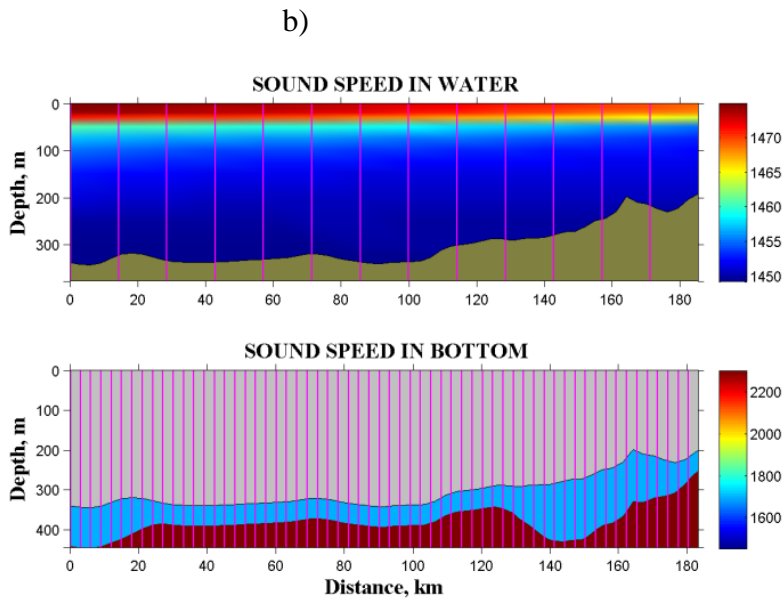 b)
SOUND SPEED IN WATER
0
100
200
300
Depth, m
0 20 40 60 80 100 120 140 160 180
1470
1465
1460
1455
1450
SOUND SPEED IN BOTTOM
0
100
200
300
400
Depth, m
0 20 40 60 80 100 120 140 160 180
Distance, km
2200
2000
1800
1600